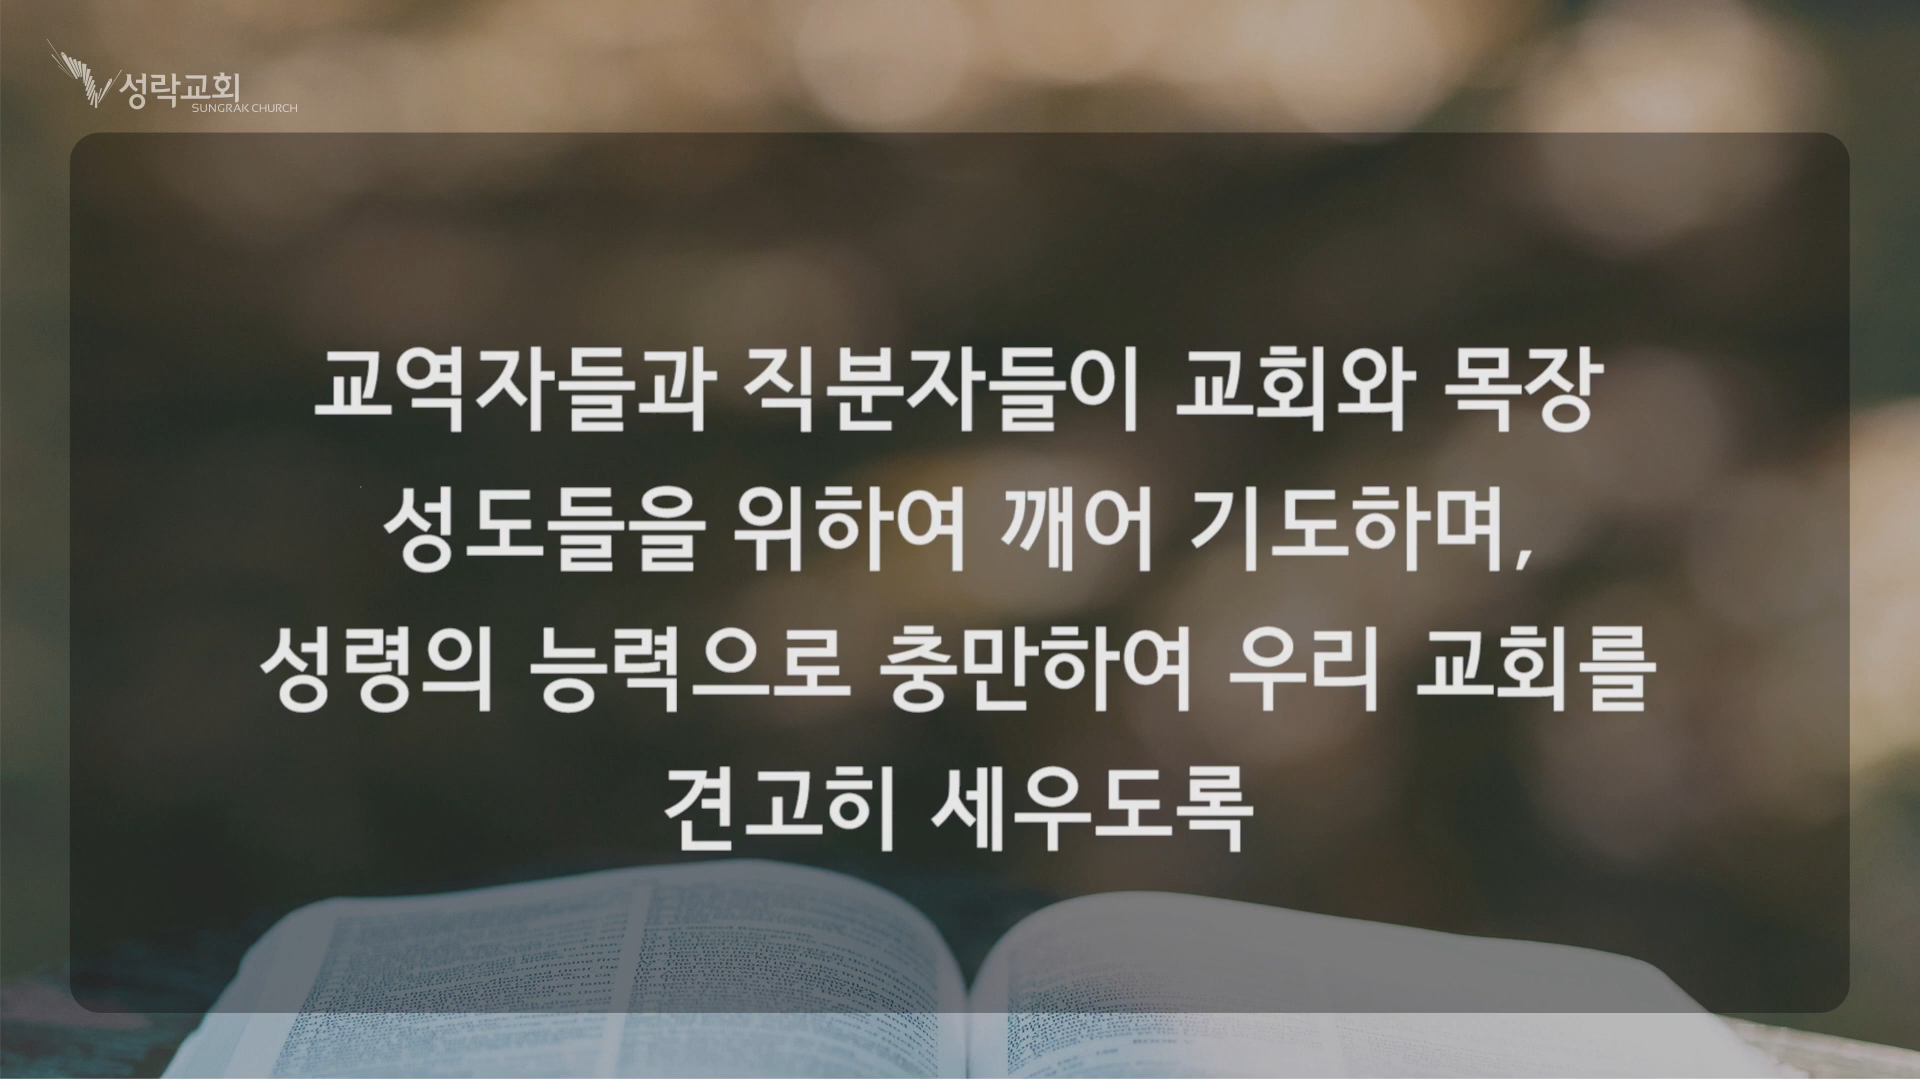 성락교회
SUNGRAK CHURCH
교역자들과 직분자들이 교회와 목장
성도들을 위하여 깨어 기도하며,
성령의 능력으로 충만하여 우리 교회를
견고히 세우도록